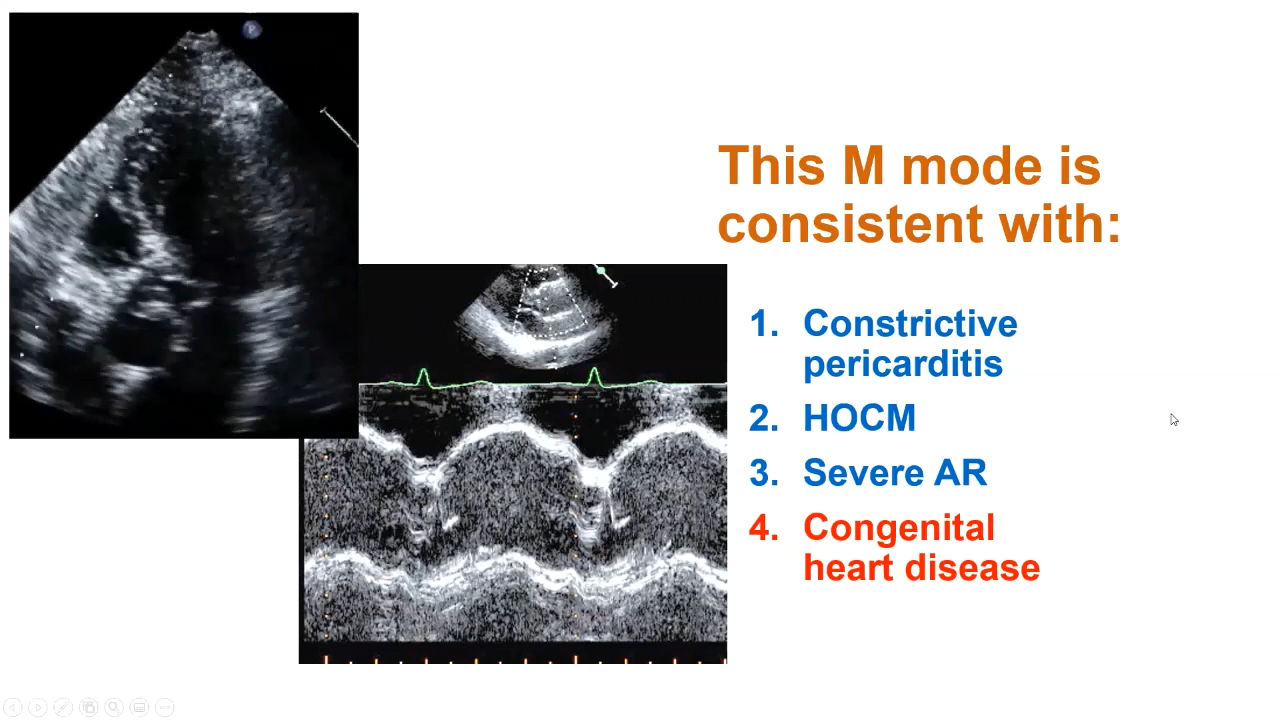 This M mode is
consistent with:
1. Constrictive
pericarditis
2. HOCM
3. Severe AR
4. Congenital
heart disease